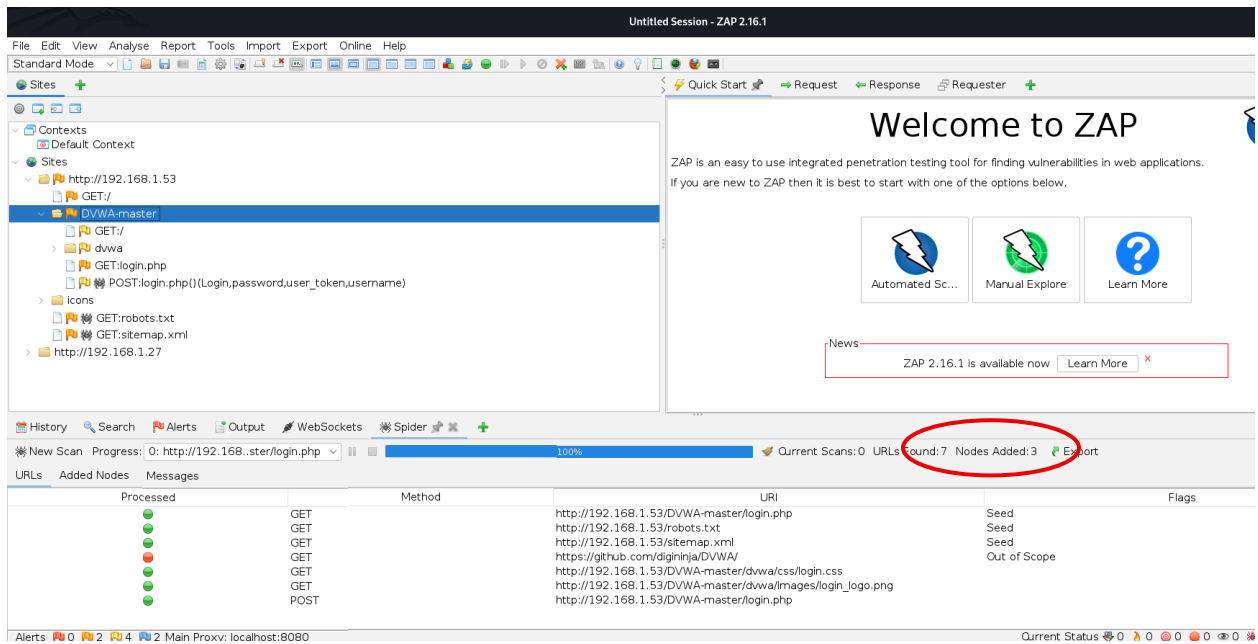 Untitled Session - ZAP 2.16.1
File Edit View Analyse Report Tools Import Export Online Help
Standard Mode
Sites
Quick Start Request Response Requester
Contexts
Default Context
Sites
http://192.168.1.53
GET:/
DVWA-master
GET:/
dvwa
GET:login.php
POST:login.php()(Login,password,user_token,username)
icons
GET:robots.txt
GET:sitemap.xml
http://192.168.1.27
Welcome to ZAP
ZAP is an easy to use integrated penetration testing tool for finding vulnerabilities in web applications.
If you are new to ZAP then it is best to start with one of the options below.
Automated Sc... Manual Explore Learn More
News
ZAP 2.16.1 is available now Learn More X
History Search Alerts Output WebSockets Spider
New Scan Progress: 0: http://192.168..ster/login.php 100% Current Scans: 0 URLs Found: 7 Nodes Added: 3 Export
URLs Added Nodes Messages
Processed Method URI Flags
GET http://192.168.1.53/DVWA-master/login.php Seed
GET http://192.168.1.53/robots.txt Seed
GET http://192.168.1.53/sitemap.xml Seed
GET https://github.com/digininja/DVWA/ Out of Scope
GET http://192.168.1.53/DVWA-master/dvwa/css/login.css
GET http://192.168.1.53/DVWA-master/dvwa/images/login_logo.png
POST http://192.168.1.53/DVWA-master/login.php
Alerts 0 2 4 2 Main Proxy: localhost:8080 Current Status 0 0 0 0 0